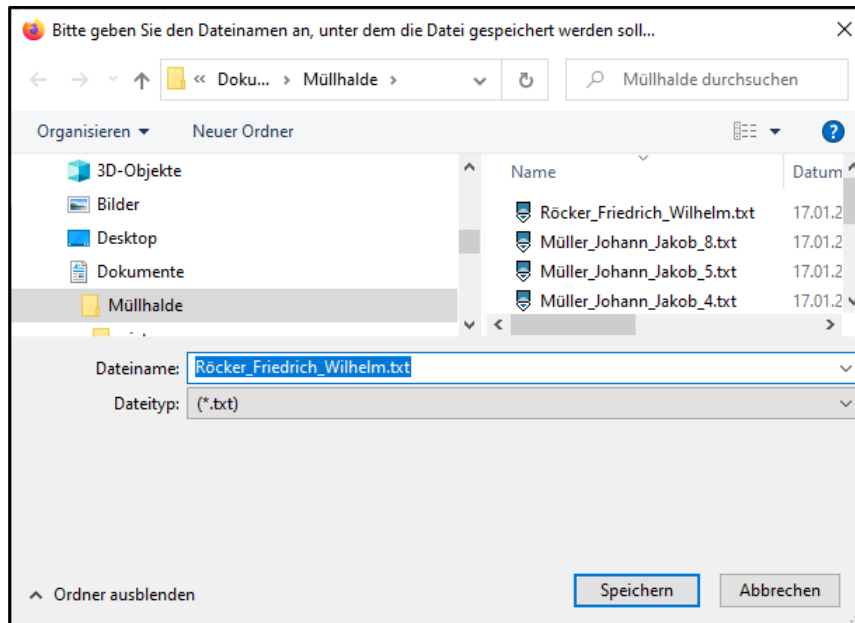 Bitte geben Sie den Dateinamen an, unter dem die Datei gespeichert werden soll...
« Doku... › Müllhalde ›
Müllhalde durchsuchen
Organisieren
Neuer Ordner
3D-Objekte
Bilder
Desktop
Dokumente
Müllhalde
Name
Datum
Röcker_Friedrich_Wilhelm.txt 17.01.2
Müller_Johann_Jakob_8.txt 17.01.2
Müller_Johann_Jakob_5.txt 17.01.2
Müller_Johann_Jakob_4.txt 17.01.2
Dateiname: Röcker_Friedrich_Wilhelm.txt
Dateityp: (*.txt)
Ordner ausblenden
Speichern
Abbrechen